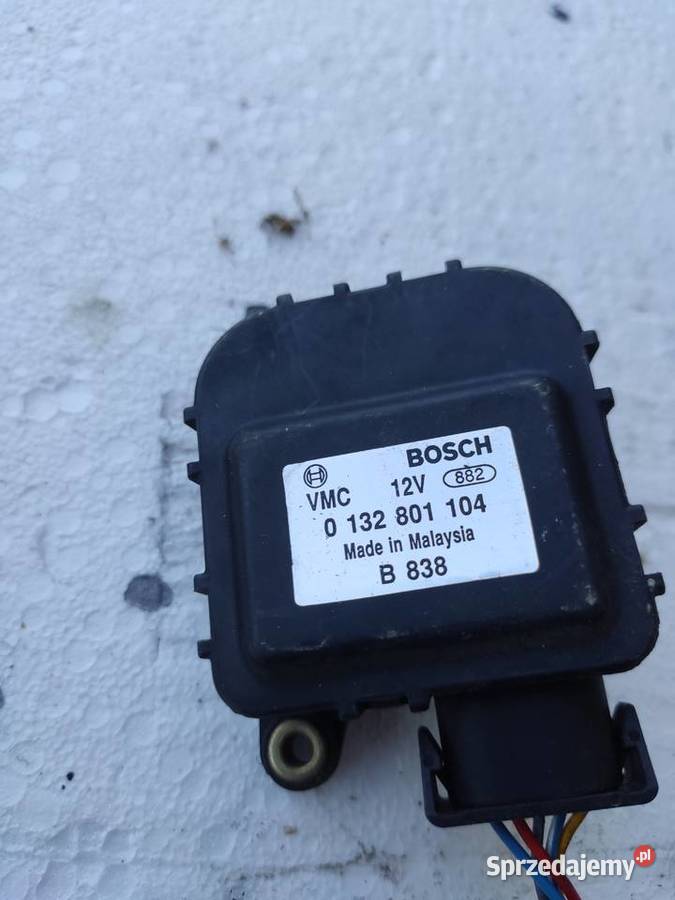 BOSCH
VMC 12V 882
0 132 801 104
Made in Malaysia
B 838
Sprzedajemy.pl